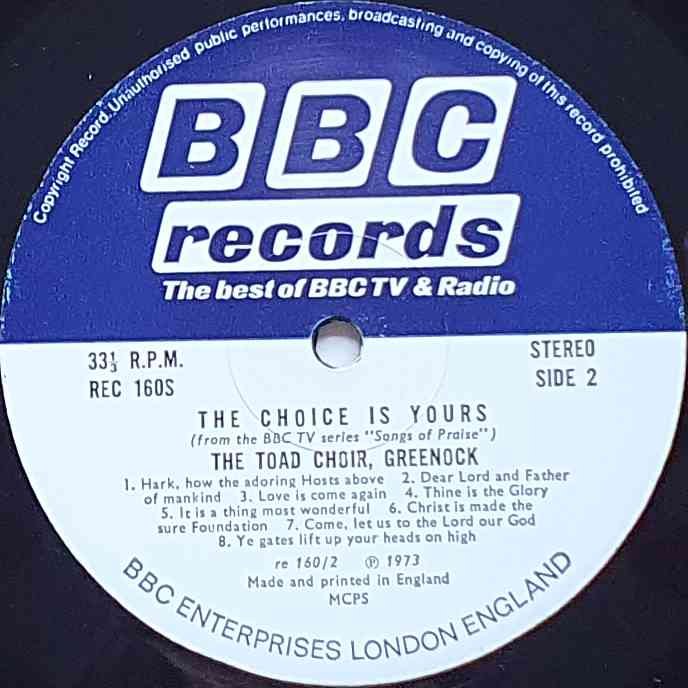 Copyright Record. Unauthorised public performances, broadcasting and copying of this record prohibited
BBC
records
The best of BBC TV & Radio
33⅓ R.P.M.
REC 160S
STEREO
SIDE 2
THE CHOICE IS YOURS
(from the BBC TV series "Songs of Praise")
THE TOAD CHOIR, GREENOCK
1. Hark, how the adoring Hosts above 2. Dear Lord and Father
of mankind 3. Love is come again 4. Thine is the Glory
5. It is a thing most wonderful 6. Christ is made the
sure Foundation 7. Come, let us to the Lord our God
8. Ye gates lift up your heads on high
re 160/2 ℗ 1973
Made and printed in England
MCPS
BBC ENTERPRISES LONDON ENGLAND